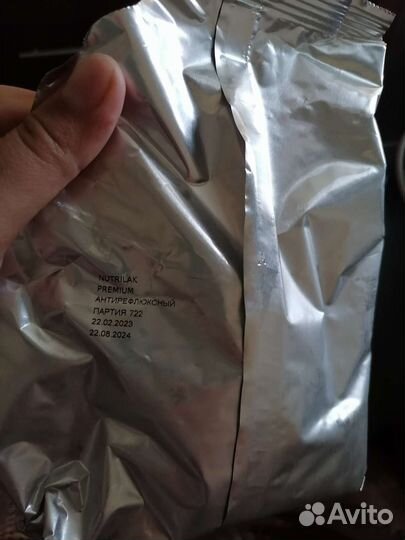 NUTRILAK
PREMIUM
АНТИРЕФЛЮКСНЫЙ
ПАРТИЯ 722
22.02.2023
22.08.2024
Avito